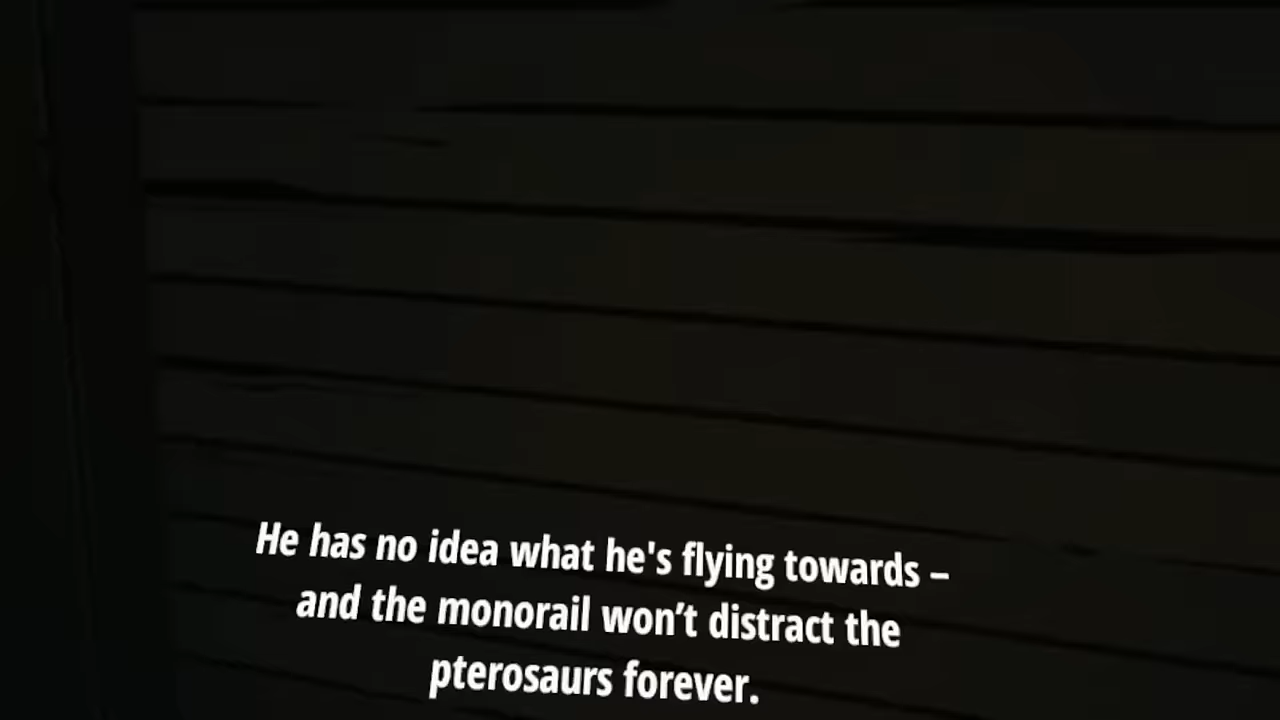 He has no idea what he's flying towards –
and the monorail won’t distract the
pterosaurs forever.